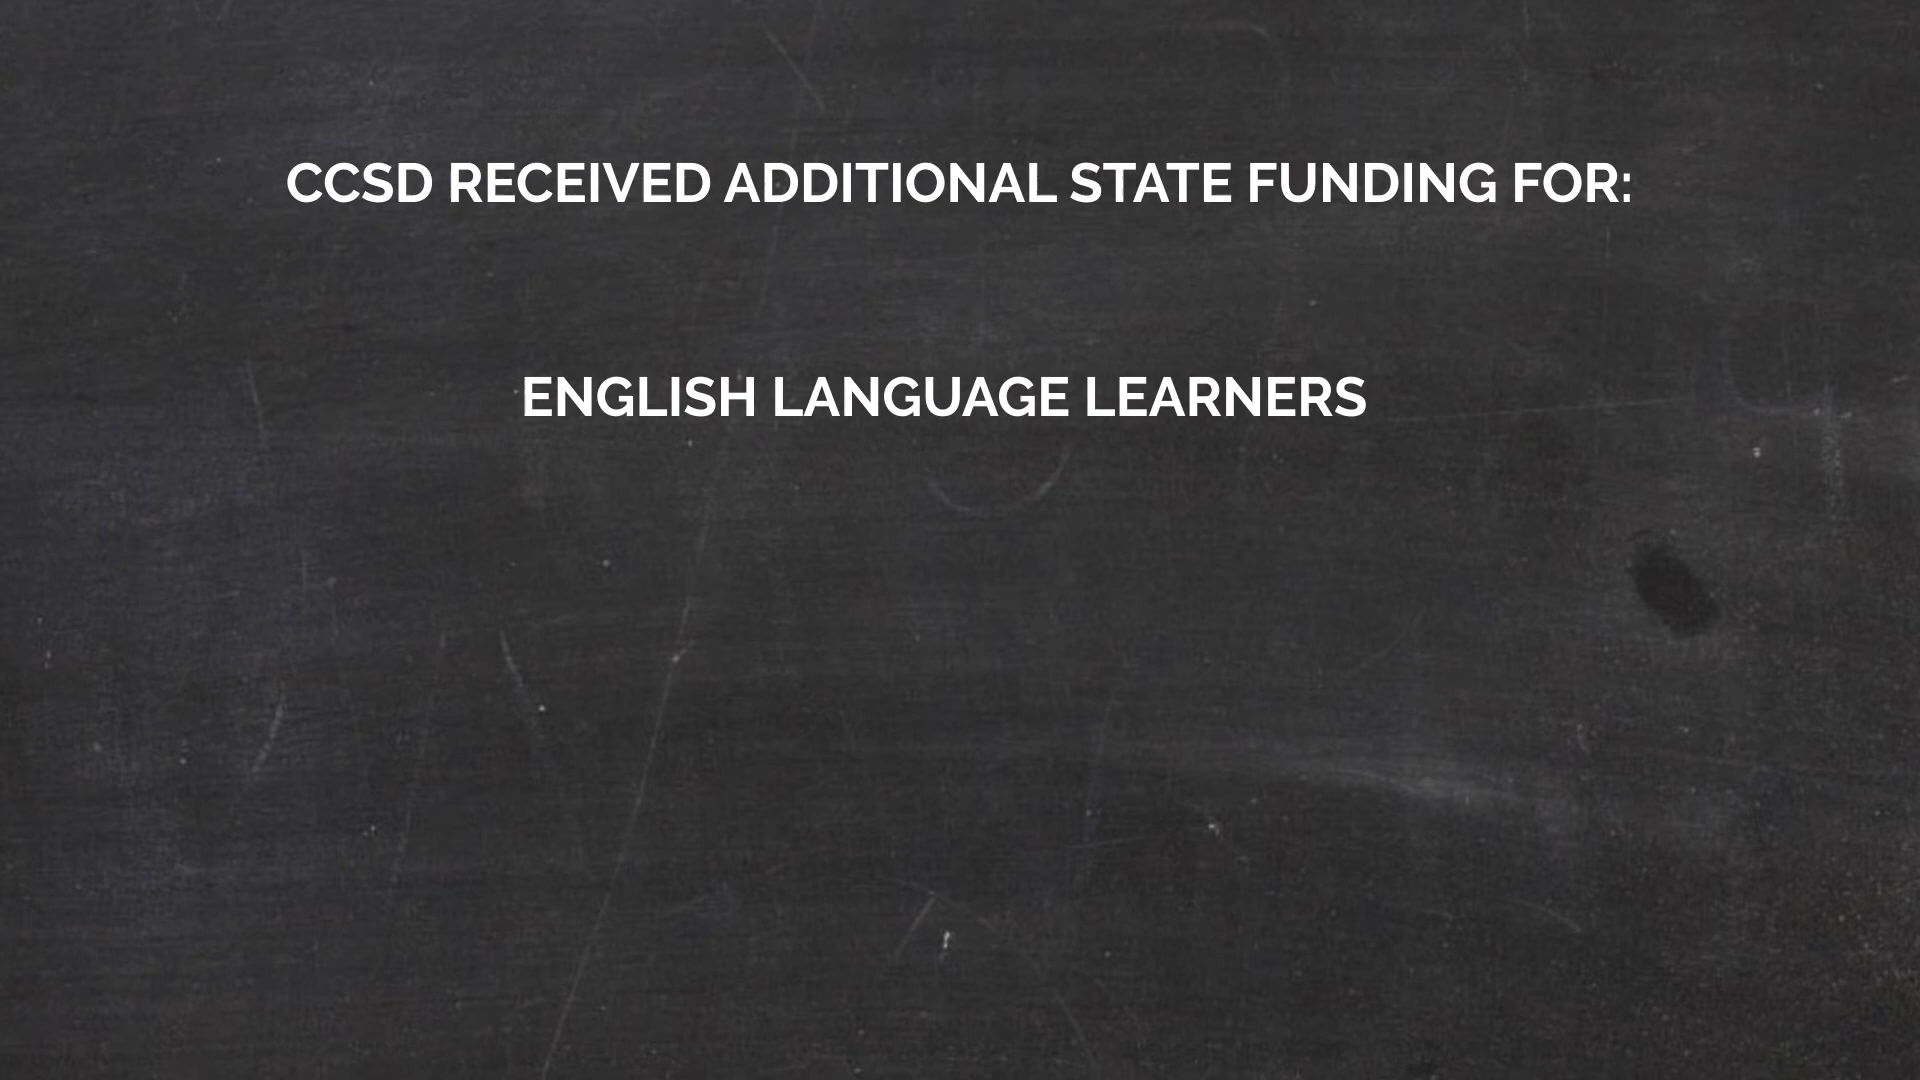 CCSD RECEIVED ADDITIONAL STATE FUNDING FOR:
ENGLISH LANGUAGE LEARNERS